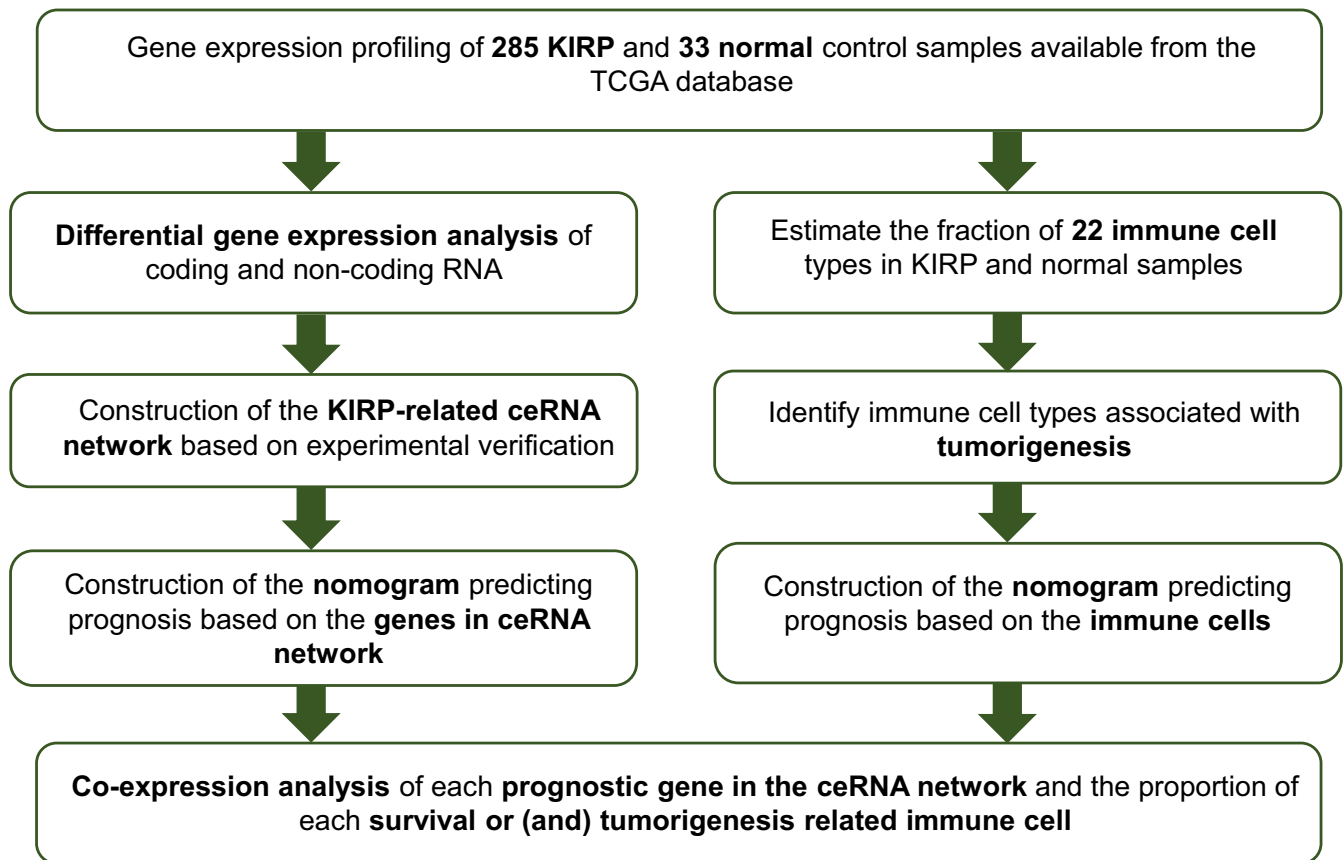 Gene expression profiling of 285 KIRP and 33 normal control samples available from the
TCGA database
Differential gene expression analysis of
coding and non-coding RNA
Estimate the fraction of 22 immune cell
types in KIRP and normal samples
Construction of the KIRP-related ceRNA
network based on experimental verification
Identify immune cell types associated with
tumorigenesis
Construction of the nomogram predicting
prognosis based on the genes in ceRNA
network
Construction of the nomogram predicting
prognosis based on the immune cells
Co-expression analysis of each prognostic gene in the ceRNA network and the proportion of
each survival or (and) tumorigenesis related immune cell